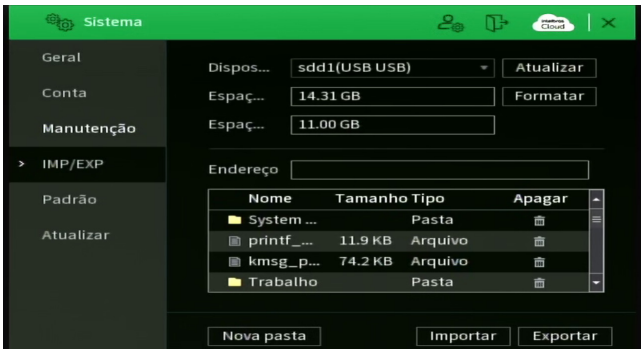 Sistema
Intelbras Cloud
Geral
Conta
Manutenção
IMP/EXP
Padrão
Atualizar
Dispos... sdd1(USB USB) Atualizar
Espaç... 14.31 GB Formatar
Espaç... 11.00 GB
Endereço
Nome Tamanho Tipo Apagar
System ... Pasta
printf_... 11.9 KB Arquivo
kmsg_p... 74.2 KB Arquivo
Trabalho Pasta
Nova pasta Importar Exportar